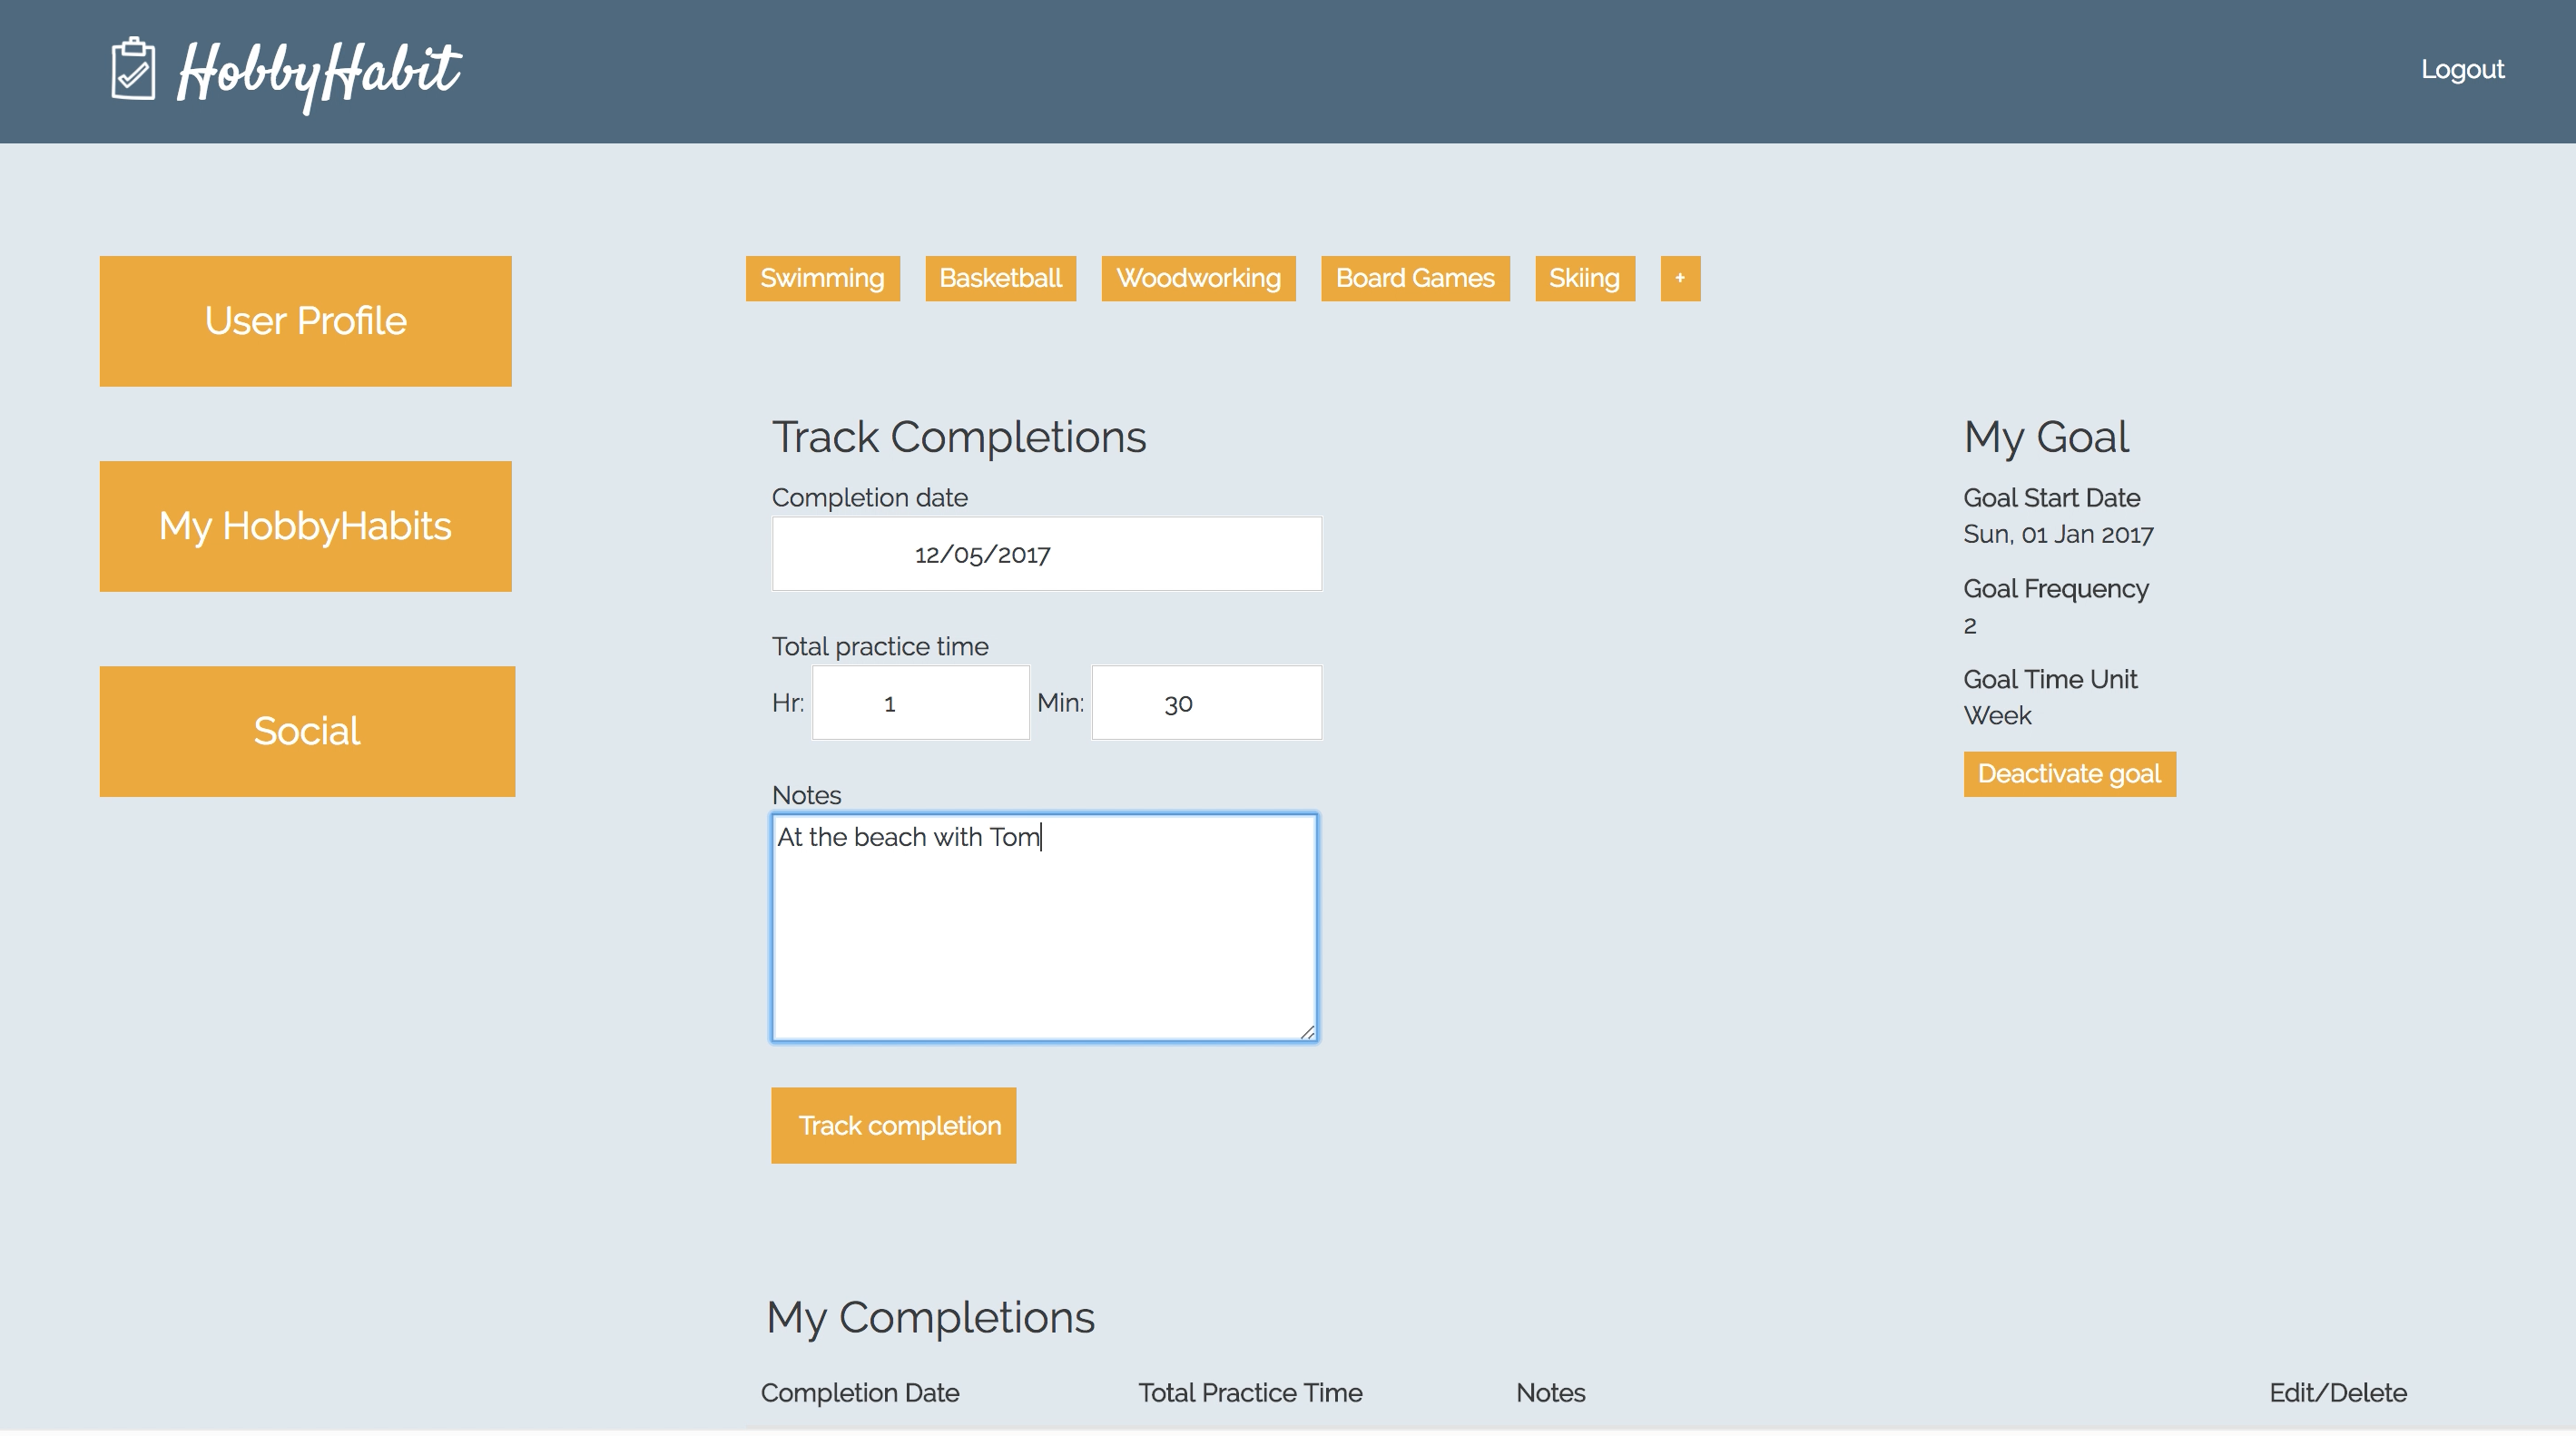 HobbyHabit
Logout
User Profile
My HobbyHabits
Social
Swimming Basketball Woodworking Board Games Skiing +
Track Completions
Completion date
12/05/2017
Total practice time
Hr: 1 Min: 30
Notes
At the beach with Tom
Track completion
My Goal
Goal Start Date
Sun, 01 Jan 2017
Goal Frequency
2
Goal Time Unit
Week
Deactivate goal
My Completions
Completion Date Total Practice Time Notes Edit/Delete